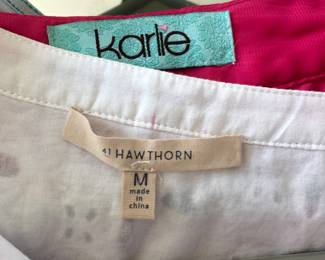 karlie
41 HAWTHORN
M
made in
china